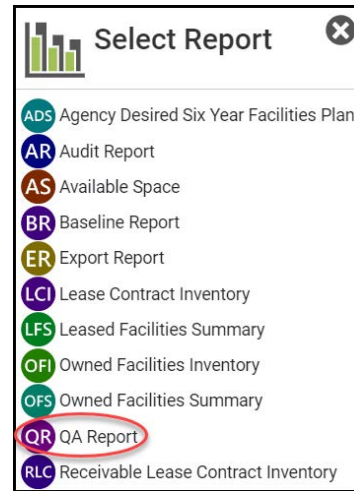 Select Report
ADS Agency Desired Six Year Facilities Plan
AR Audit Report
AS Available Space
BR Baseline Report
ER Export Report
LCI Lease Contract Inventory
LFS Leased Facilities Summary
OFI Owned Facilities Inventory
OFS Owned Facilities Summary
QR QA Report
RLC Receivable Lease Contract Inventory